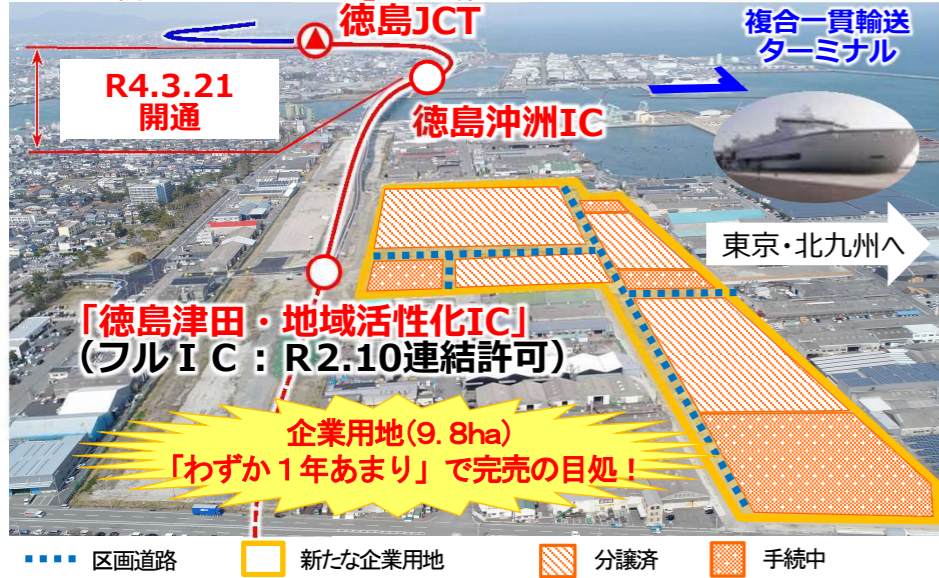 徳島JCT
複合一貫輸送
ターミナル
R4.3.21
開通
徳島沖洲IC
東京・北九州へ
「徳島津田・地域活性化IC」
（フルＩＣ：R2.10連結許可）
企業用地(9.8ha)
「わずか１年あまり」で完売の目処！
区画道路
新たな企業用地
分譲済
手続中